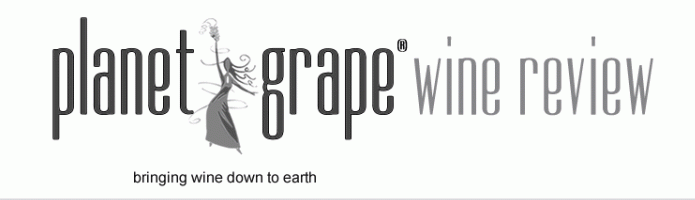 planet grape® wine review
bringing wine down to earth